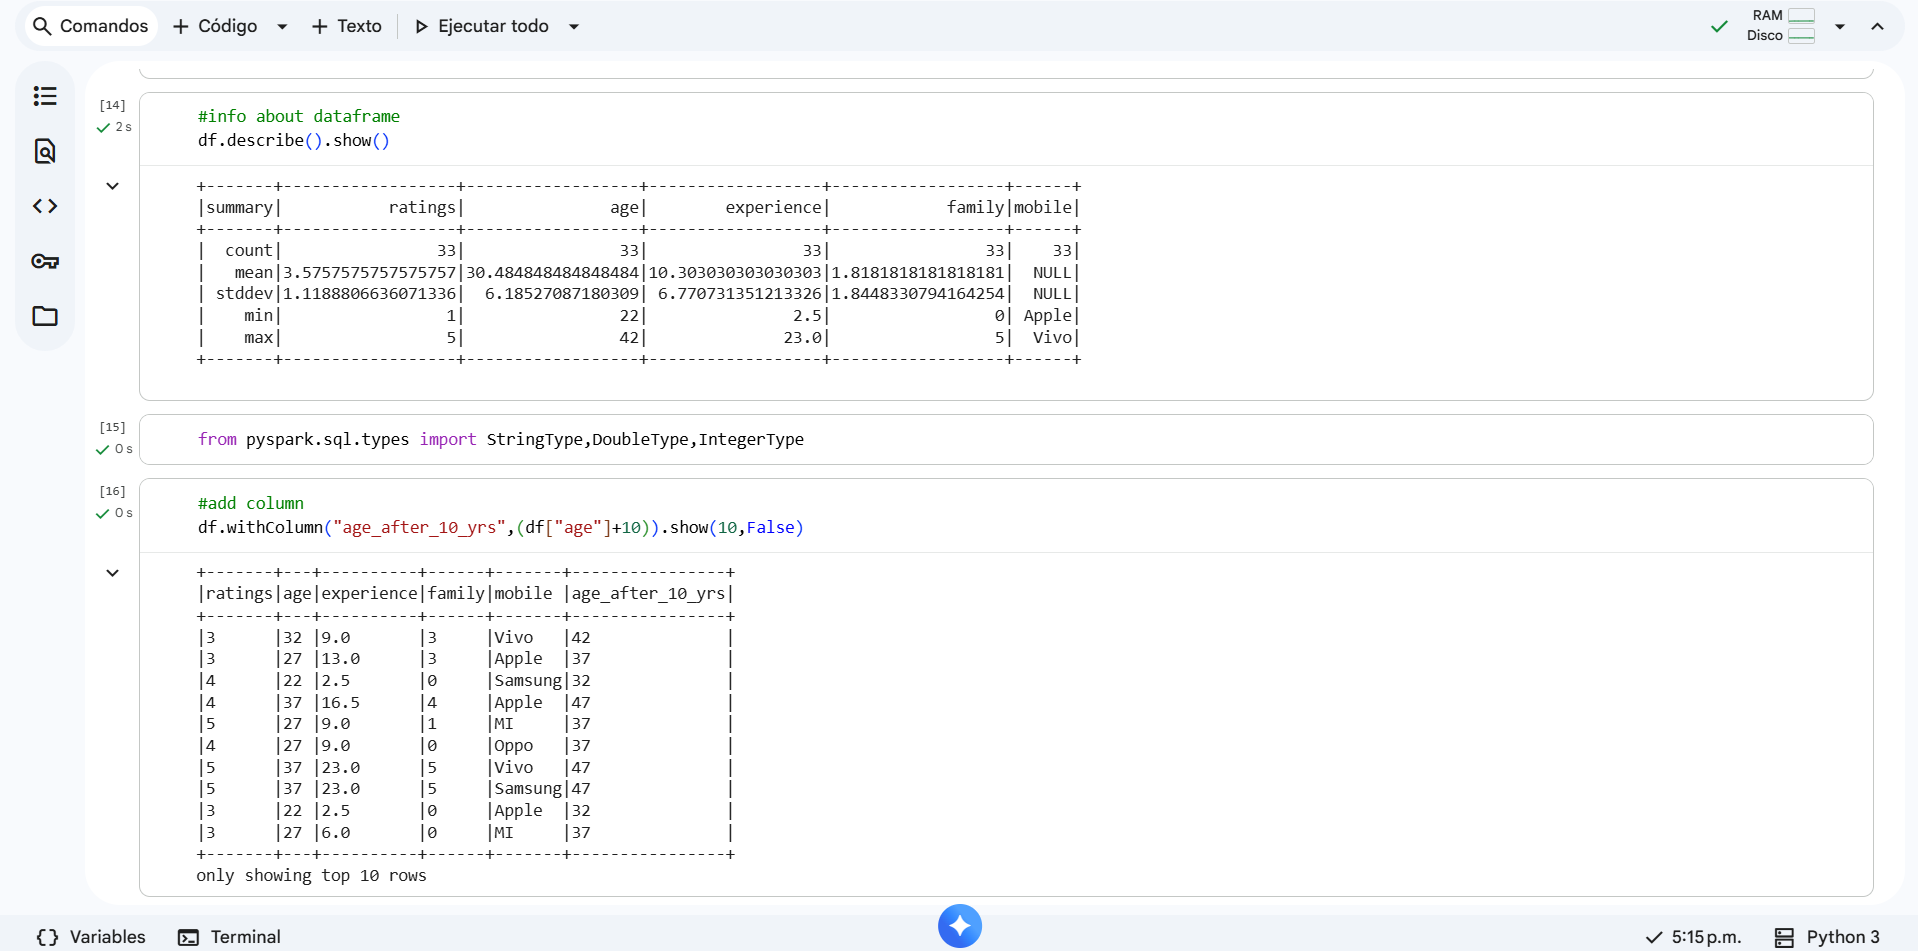 Comandos + Código + Texto Ejecutar todo RAM
Disco
[14]
2 s
#info about dataframe
df.describe().show()
+-------+------------------+------------------+------------------+------------------+------+
|summary|           ratings|               age|        experience|            family|mobile|
+-------+------------------+------------------+------------------+------------------+------+
|  count|                33|                33|                33|                33|    33|
|   mean|3.5757575757575757|30.484848484848484|10.303030303030303|1.8181818181818181|  NULL|
| stddev|1.1188806636071336|  6.18527087180309| 6.770731351213326|1.8448330794164254|  NULL|
|    min|                 1|                22|               2.5|                 0| Apple|
|    max|                 5|                42|              23.0|                 5|  Vivo|
+-------+------------------+------------------+------------------+------------------+------+
[15]
0 s
from pyspark.sql.types import StringType,DoubleType,IntegerType
[16]
0 s
#add column
df.withColumn("age_after_10_yrs",(df["age"]+10)).show(10,False)
+-------+---+----------+------+-------+----------------+
|ratings|age|experience|family|mobile |age_after_10_yrs|
+-------+---+----------+------+-------+----------------+
|3      |32 |9.0       |3     |Vivo   |42              |
|3      |27 |13.0      |3     |Apple  |37              |
|4      |22 |2.5       |0     |Samsung|32              |
|4      |37 |16.5      |4     |Apple  |47              |
|5      |27 |9.0       |1     |MI     |37              |
|4      |27 |9.0       |0     |Oppo   |37              |
|5      |37 |23.0      |5     |Vivo   |47              |
|5      |37 |23.0      |5     |Samsung|47              |
|3      |22 |2.5       |0     |Apple  |32              |
|3      |27 |6.0       |0     |MI     |37              |
+-------+---+----------+------+-------+----------------+
only showing top 10 rows
Variables Terminal 5:15 p.m. Python 3